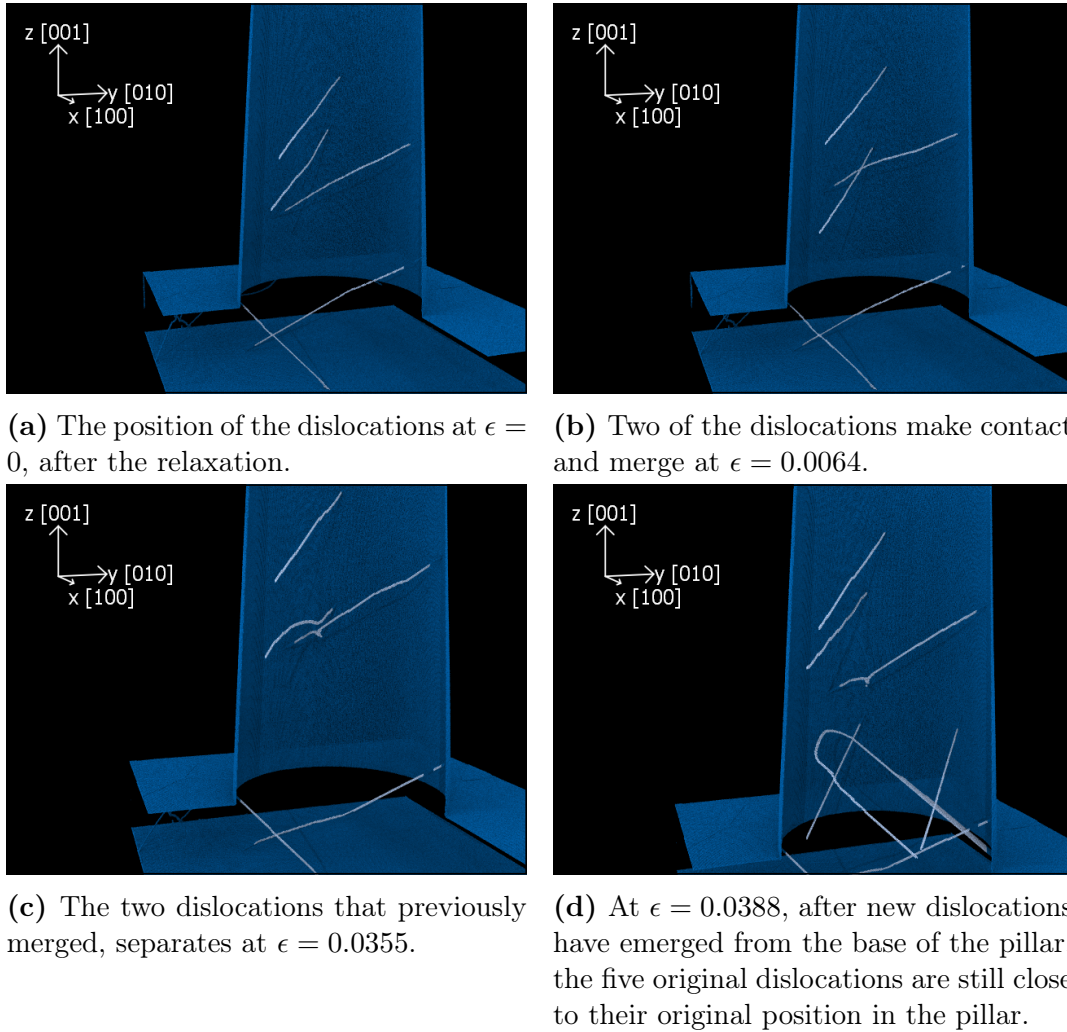 z [001]
y [010]
x [100]
z [001]
y [010]
x [100]
(a) The position of the dislocations at ϵ =
0, after the relaxation.
(b) Two of the dislocations make contact
and merge at ϵ = 0.0064.
z [001]
y [010]
x [100]
z [001]
y [010]
x [100]
(c) The two dislocations that previously
merged, separates at ϵ = 0.0355.
(d) At ϵ = 0.0388, after new dislocations
have emerged from the base of the pillar
the five original dislocations are still close
to their original position in the pillar.